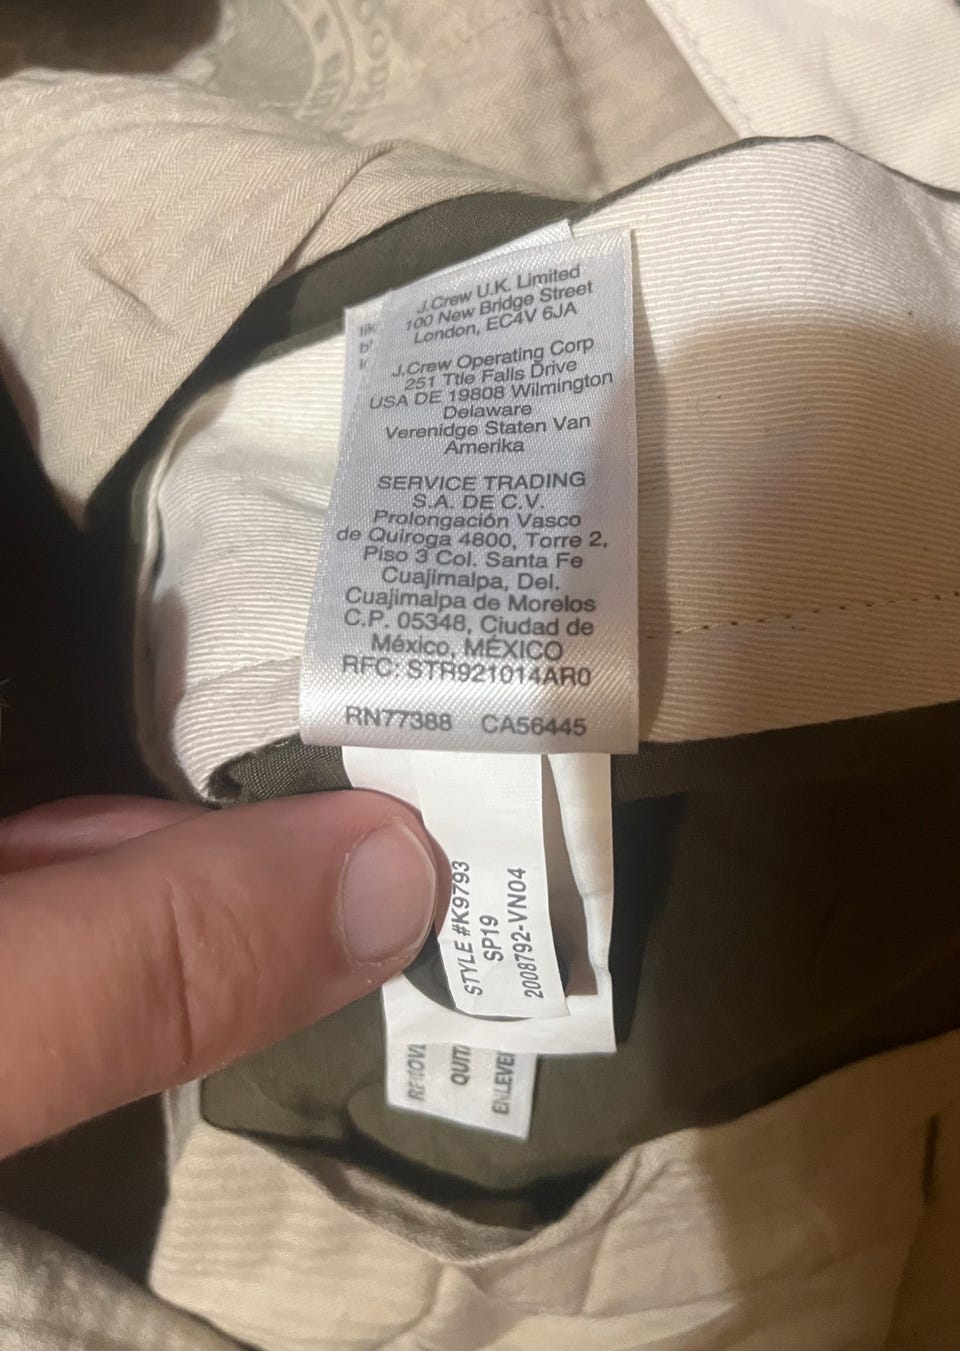 J.Crew U.K. Limited
100 New Bridge Street
London, EC4V 6JA
J.Crew Operating Corp
251 Ttle Falls Drive
USA DE 19808 Wilmington
Delaware
Verenidge Staten Van
Amerika
SERVICE TRADING
S.A. DE C.V.
Prolongación Vasco
de Quiroga 4800, Torre 2,
Piso 3 Col. Santa Fe
Cuajimalpa, Del.
Cuajimalpa de Morelos
C.P. 05348, Ciudad de
México, MÉXICO
RFC: STR921014AR0
RN77388 CA56445
STYLE #K9793
SP19
2008792-VN04